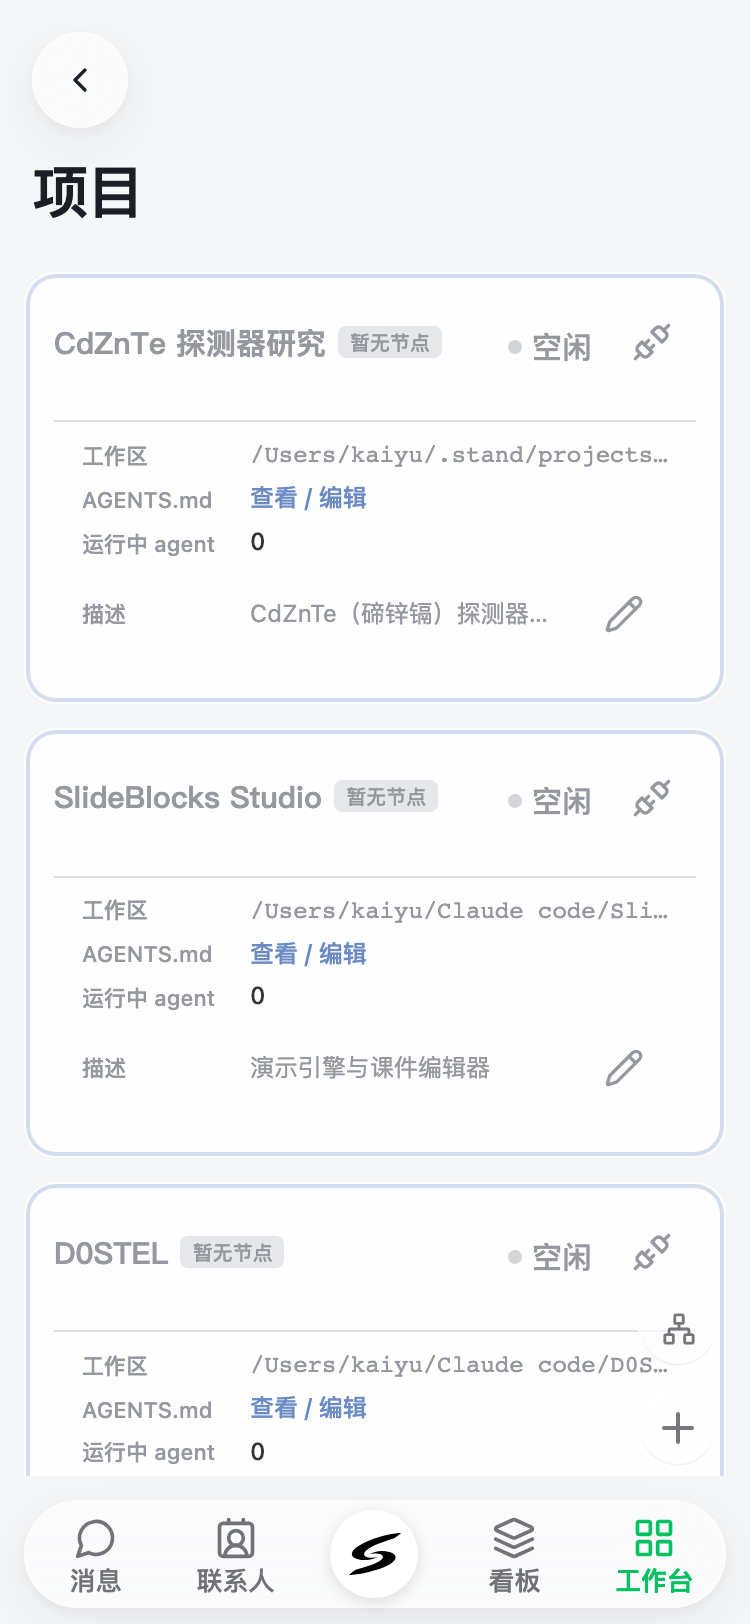 项目
CdZnTe 探测器研究 暂无节点 空闲
工作区 /Users/kaiyu/.stand/projects…
AGENTS.md 查看 / 编辑
运行中 agent 0
描述 CdZnTe（碲锌镉）探测器...
SlideBlocks Studio 暂无节点 空闲
工作区 /Users/kaiyu/Claude code/Sli…
AGENTS.md 查看 / 编辑
运行中 agent 0
描述 演示引擎与课件编辑器
D0STEL 暂无节点 空闲
工作区 /Users/kaiyu/Claude code/D0S…
AGENTS.md 查看 / 编辑
运行中 agent 0
消息 联系人 看板 工作台